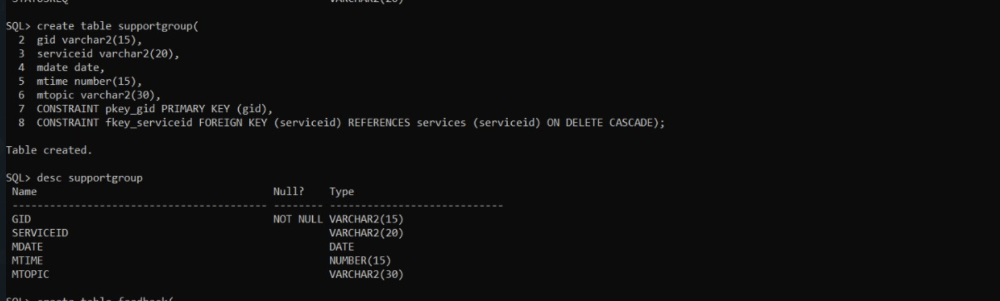 STATUSREQ VARCHAR2(20)
SQL> create table supportgroup(
2 gid varchar2(15),
3 serviceid varchar2(20),
4 mdate date,
5 mtime number(15),
6 mtopic varchar2(30),
7 CONSTRAINT pkey_gid PRIMARY KEY (gid),
8 CONSTRAINT fkey_serviceid FOREIGN KEY (serviceid) REFERENCES services (serviceid) ON DELETE CASCADE);
Table created.
SQL> desc supportgroup
Name Null? Type
----------------------------------------- -------- ----------------------------
GID NOT NULL VARCHAR2(15)
SERVICEID VARCHAR2(20)
MDATE DATE
MTIME NUMBER(15)
MTOPIC VARCHAR2(30)
SQL> create table feedback(